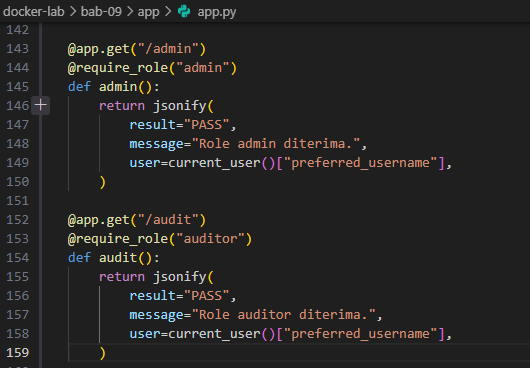 docker-lab > bab-09 > app > app.py
142
143 @app.get("/admin")
144 @require_role("admin")
145 def admin():
146 return jsonify(
147 result="PASS",
148 message="Role admin diterima.",
149 user=current_user()["preferred_username"],
150 )
151
152 @app.get("/audit")
153 @require_role("auditor")
154 def audit():
155 return jsonify(
156 result="PASS",
157 message="Role auditor diterima.",
158 user=current_user()["preferred_username"],
159 )